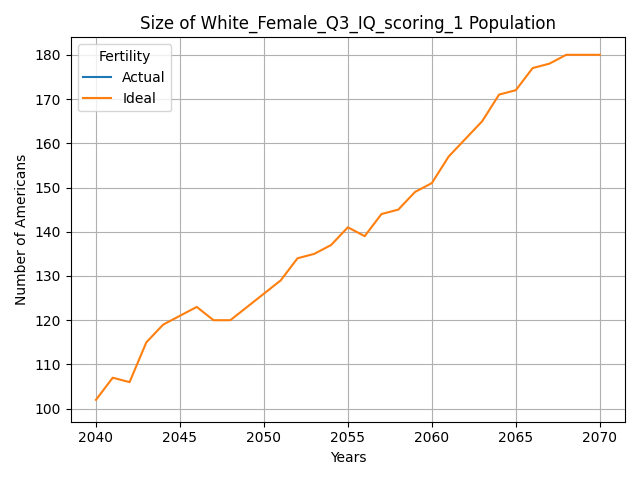 Size of White_Female_Q3_IQ_scoring_1 Population
Fertility
Actual
Ideal
Number of Americans
180
170
160
150
140
130
120
110
100
2040 2045 2050 2055 2060 2065 2070
Years